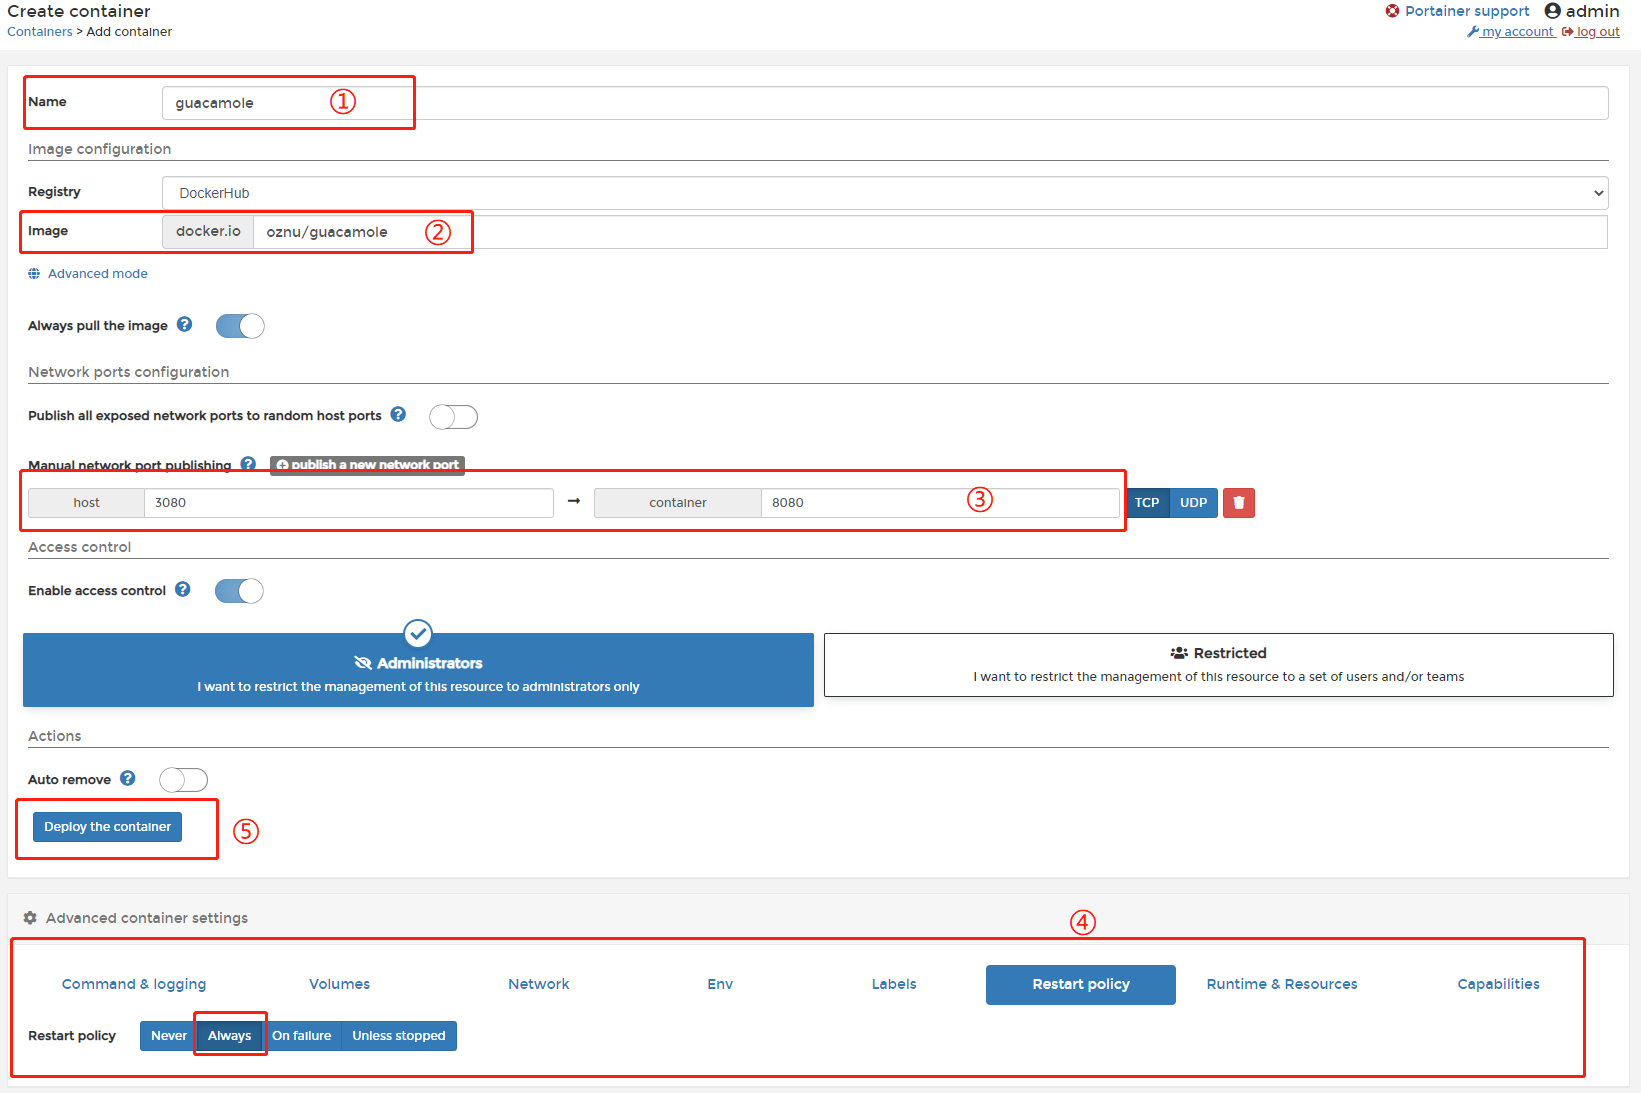 Create container
Portainer support admin
Containers > Add container
my account log out
Name guacamole ①
Image configuration
Registry DockerHub
Image docker.io oznu/guacamole ②
Advanced mode
Always pull the image ?
Network ports configuration
Publish all exposed network ports to random host ports ?
Manual network port publishing ? publish a new network port
host 3080 → container 8080 ③ TCP UDP
Access control
Enable access control ?
Administrators
I want to restrict the management of this resource to administrators only
Restricted
I want to restrict the management of this resource to a set of users and/or teams
Actions
Auto remove ?
Deploy the container ⑤
Advanced container settings ④
Command & logging Volumes Network Env Labels Restart policy Runtime & Resources Capabilities
Restart policy Never Always On failure Unless stopped